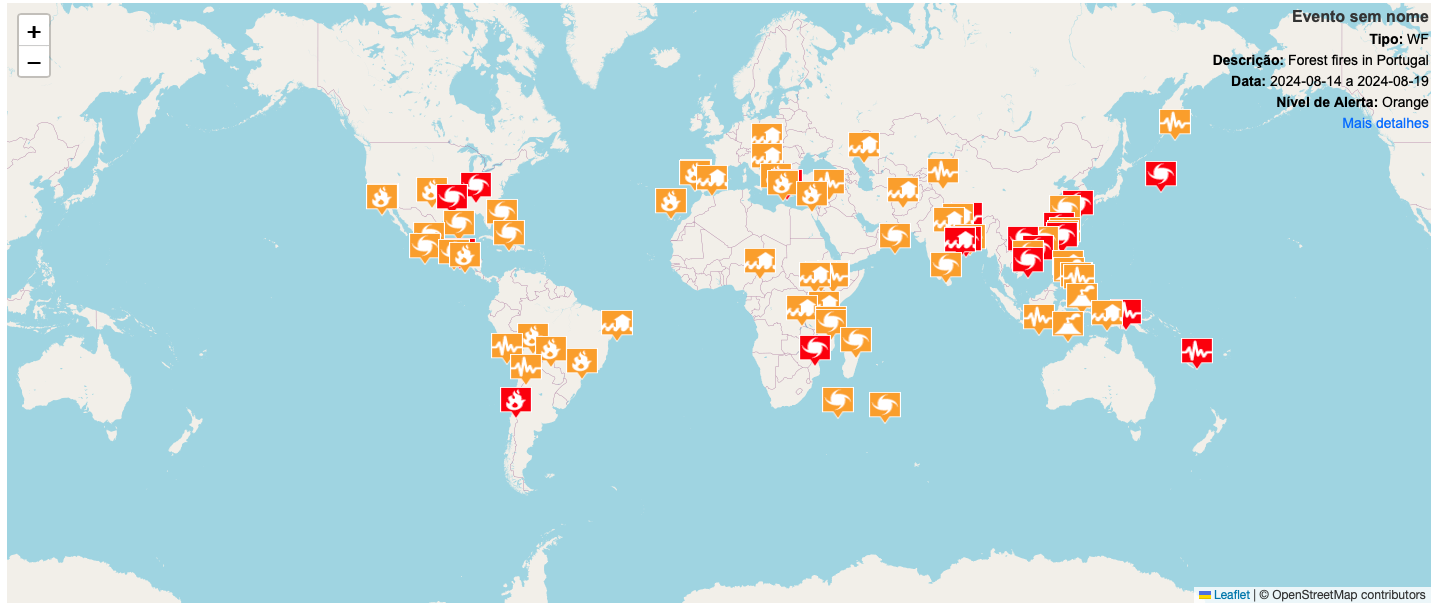 +
−
Evento sem nome
Tipo: WF
Descrição: Forest fires in Portugal
Data: 2024-08-14 a 2024-08-19
Nível de Alerta: Orange
Mais detalhes
Leaflet | © OpenStreetMap contributors